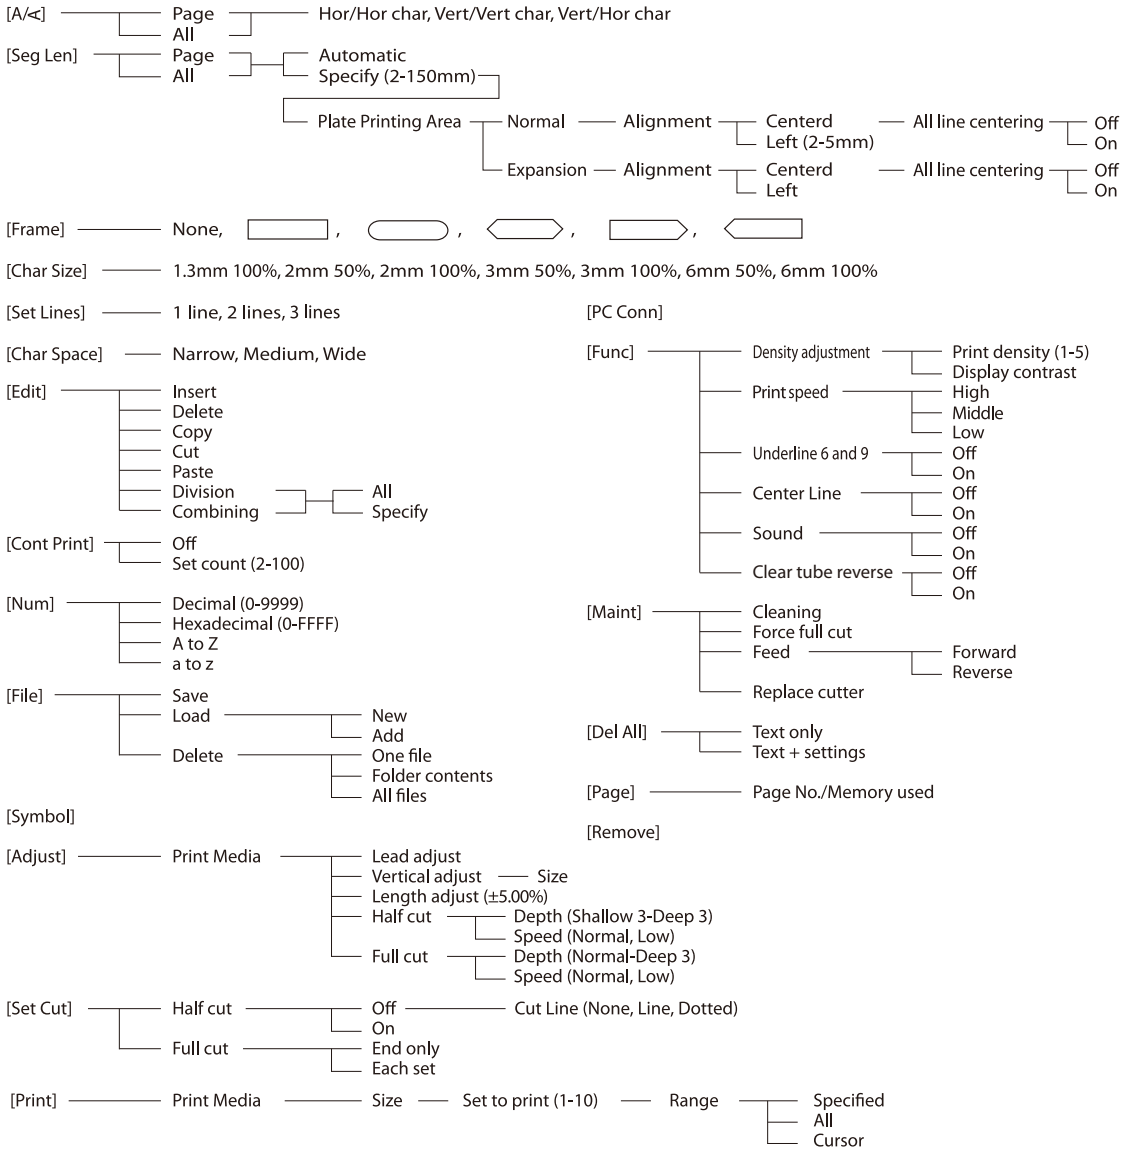 [A/A] Page Hor/Hor char, Vert/Vert char, Vert/Hor char
All
[Seg Len] Page Automatic
All Specify (2-150mm)
Plate Printing Area Normal Alignment Centerd All line centering Off
Left (2-5mm) On
Expansion Alignment Centerd All line centering Off
Left On
[Frame] None, , , , ,
[Char Size] 1.3mm 100%, 2mm 50%, 2mm 100%, 3mm 50%, 3mm 100%, 6mm 50%, 6mm 100%
[Set Lines] 1 line, 2 lines, 3 lines
[Char Space] Narrow, Medium, Wide
[Edit] Insert
Delete
Copy
Cut
Paste
Division All
Combining Specify
[Cont Print] Off
Set count (2-100)
[Num] Decimal (0-9999)
Hexadecimal (0-FFFF)
A to Z
a to z
[File] Save
Load New
Add
Delete One file
Folder contents
All files
[Symbol]
[PC Conn]
[Func] Density adjustment Print density (1-5)
Display contrast
Print speed High
Middle
Low
Underline 6 and 9 Off
On
Center Line Off
On
Sound Off
On
Clear tube reverse Off
On
[Maint] Cleaning
Force full cut
Feed Forward
Reverse
Replace cutter
[Del All] Text only
Text + settings
[Page] Page No./Memory used
[Remove]
[Adjust] Print Media Lead adjust
Vertical adjust Size
Length adjust (±5.00%)
Half cut Depth (Shallow 3-Deep 3)
Speed (Normal, Low)
Full cut Depth (Normal-Deep 3)
Speed (Normal, Low)
[Set Cut] Half cut Off Cut Line (None, Line, Dotted)
On
Full cut End only
Each set
[Print] Print Media Size Set to print (1-10) Range Specified
All
Cursor